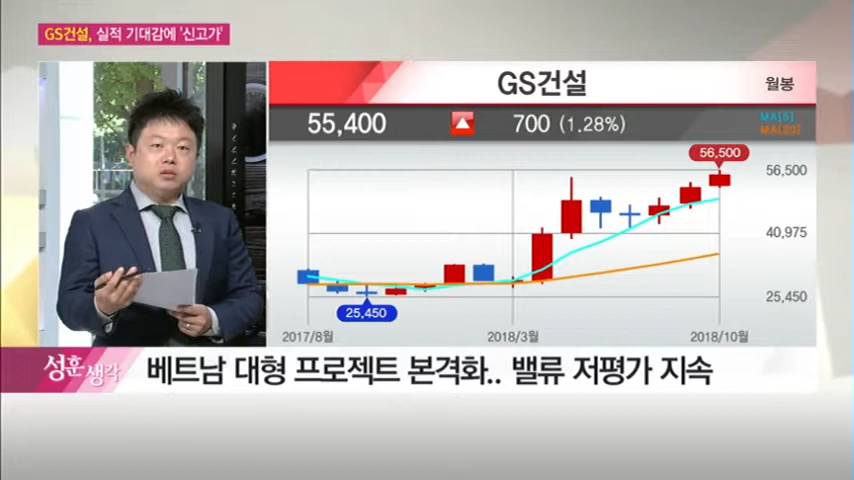 GS건설, 실적 기대감에 '신고가'
GS건설
월봉
55,400 700 (1.28%)
MA[5]
MA[20]
56,500
56,500
40,975
25,450
25,450
2017/8월 2018/3월 2018/10월
성훈생각
베트남 대형 프로젝트 본격화.. 밸류 저평가 지속